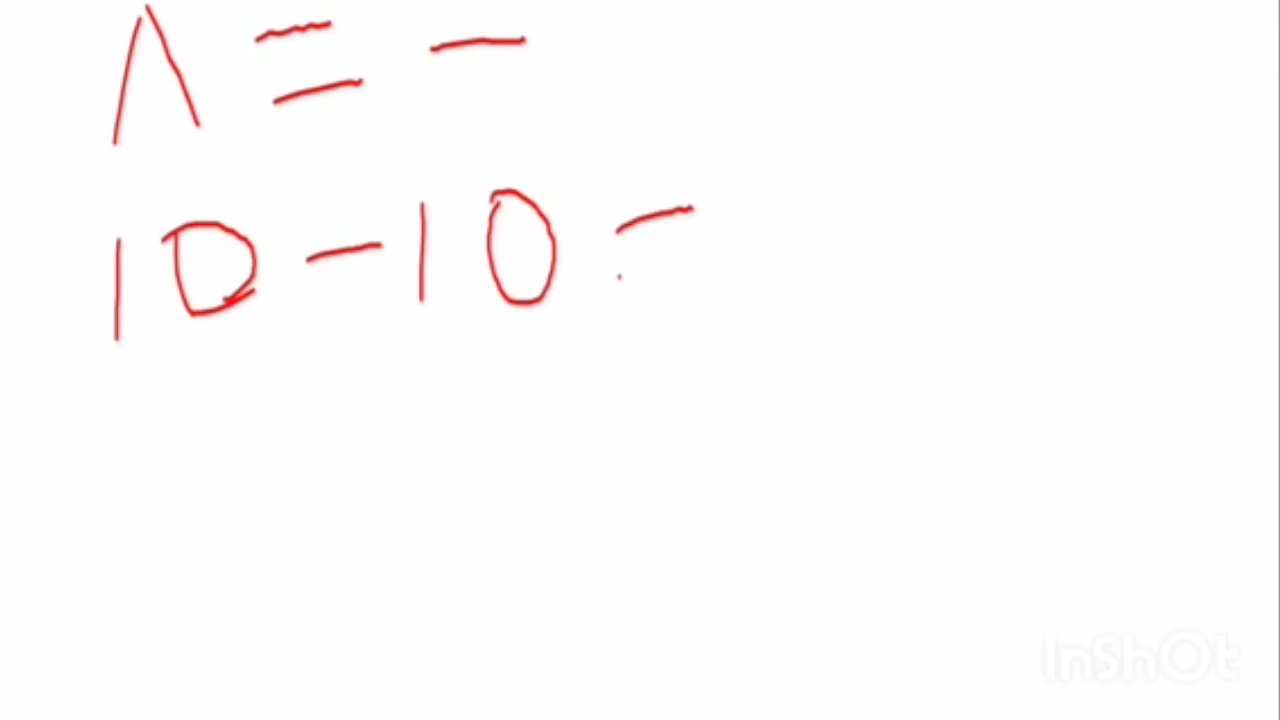 Λ = -
10 - 10 -
InShOt